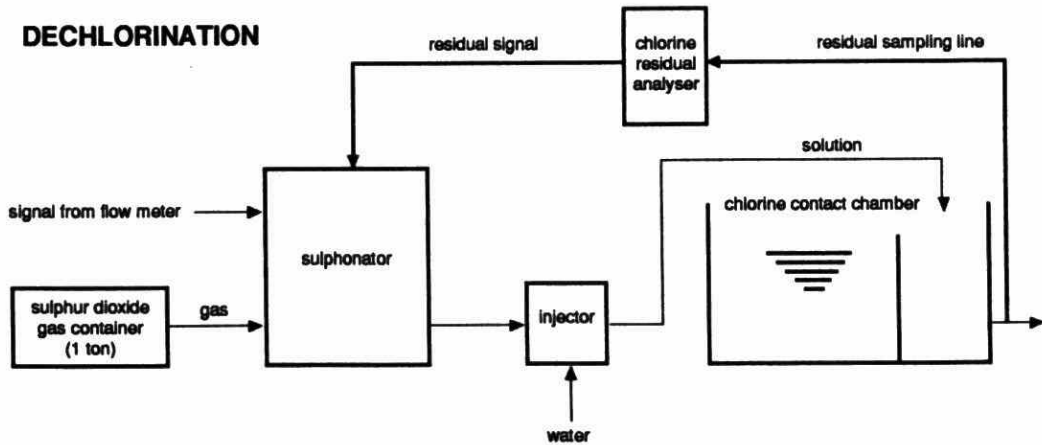 DECHLORINATION
residual signal
chlorine
residual
analyser
residual sampling line
solution
signal from flow meter
chlorine contact chamber
sulphonator
sulphur dioxide
gas container
(1 ton)
gas
injector
water